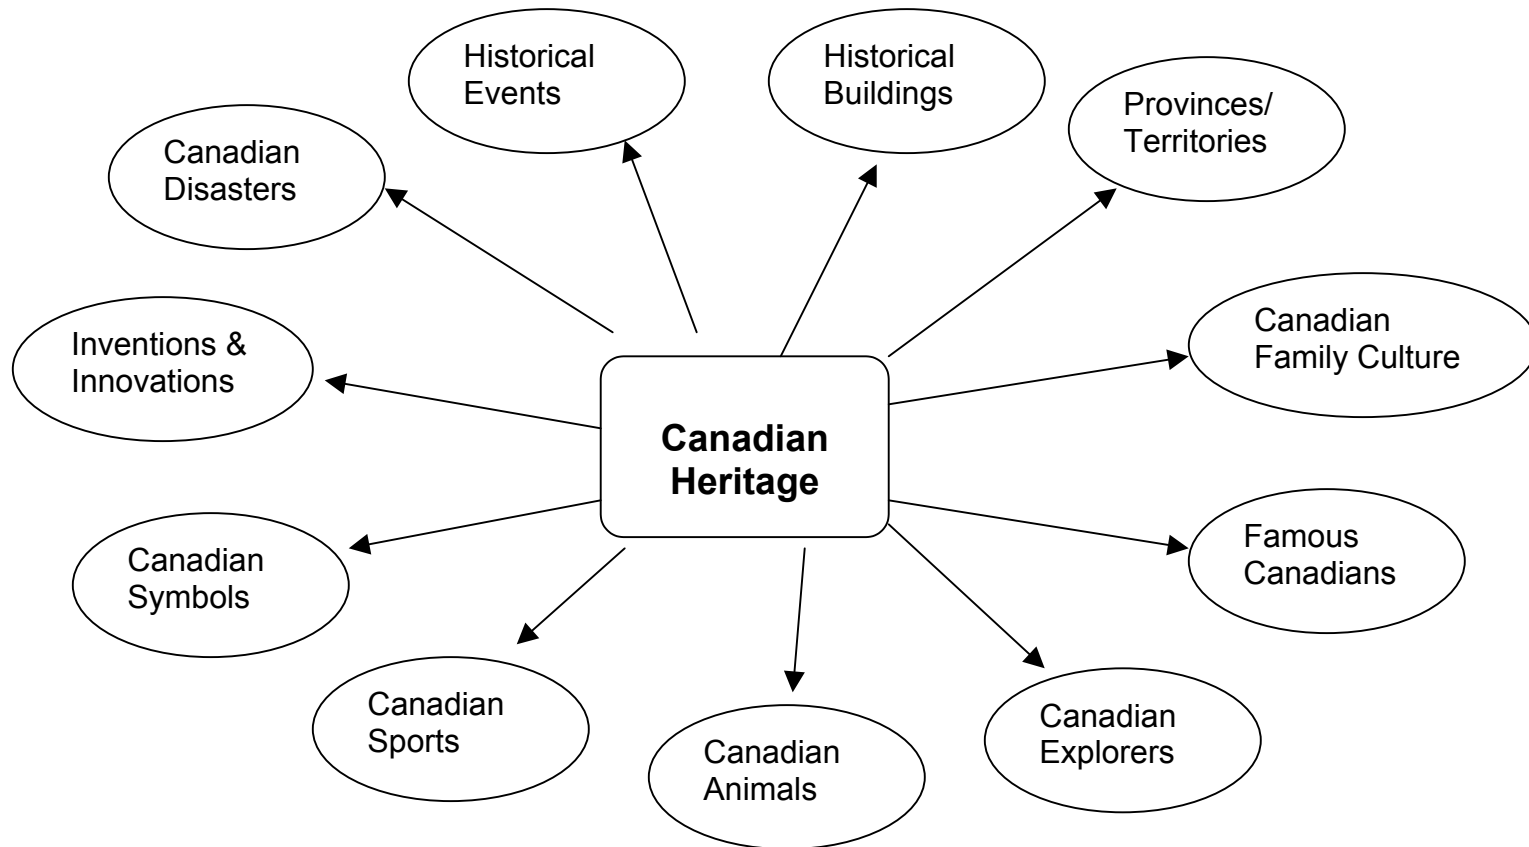 Historical
Events
Historical
Buildings
Provinces/
Territories
Canadian
Disasters
Inventions &
Innovations
Canadian
Family Culture
Canadian
Heritage
Canadian
Symbols
Famous
Canadians
Canadian
Sports
Canadian
Animals
Canadian
Explorers